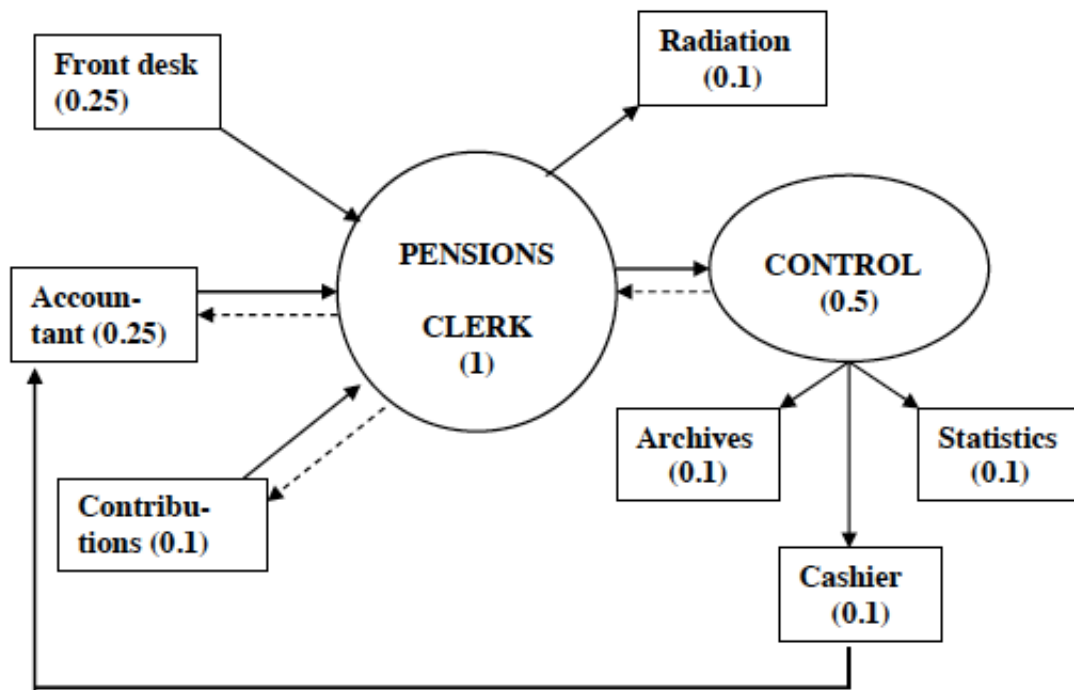 Front desk
(0.25)
Radiation
(0.1)
PENSIONS
CLERK
(1)
CONTROL
(0.5)
Accoun-
tant (0.25)
Contribu-
tions (0.1)
Archives
(0.1)
Statistics
(0.1)
Cashier
(0.1)